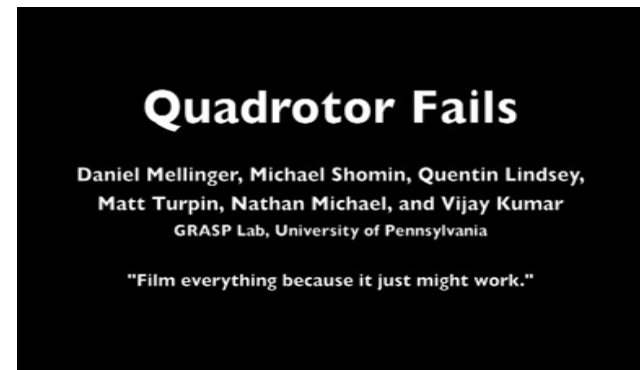 Quadrotor Fails
Daniel Mellinger, Michael Shomin, Quentin Lindsey,
Matt Turpin, Nathan Michael, and Vijay Kumar
GRASP Lab, University of Pennsylvania
"Film everything because it just might work."